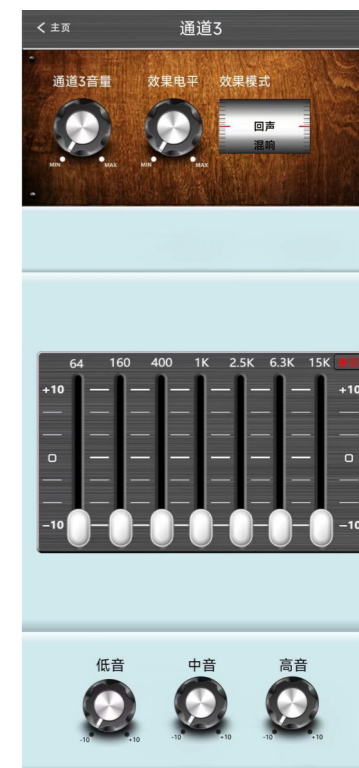 < 主页 通道3
通道3音量 效果电平 效果模式
回声
混响
MIN MAX MIN MAX
64 160 400 1K 2.5K 6.3K 15K
+10 +10
0 0
-10 -10
低音 中音 高音
-10 +10 -10 +10 -10 +10